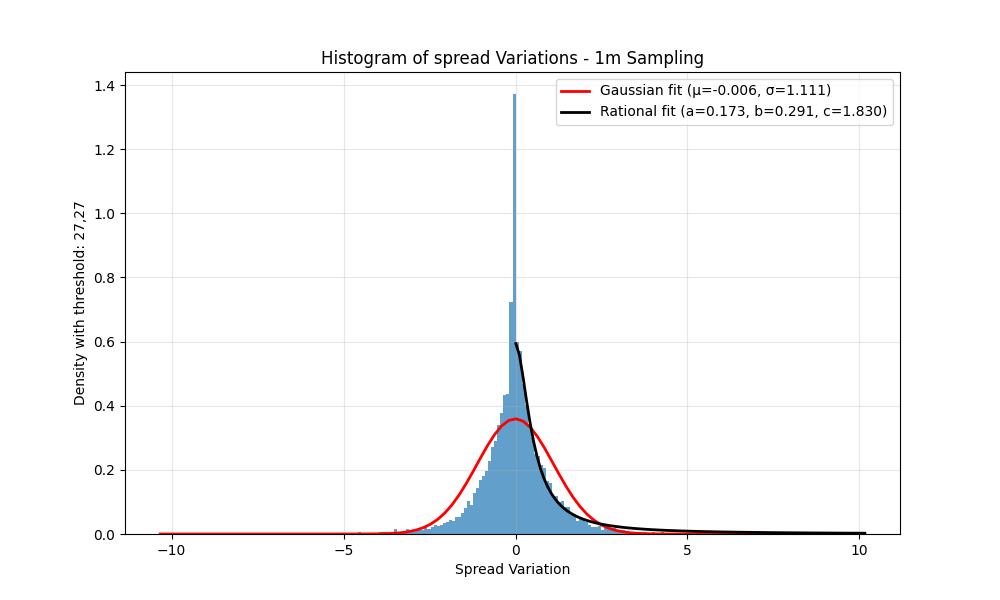 Histogram of spread Variations - 1m Sampling
Gaussian fit (μ=-0.006, σ=1.111)
Rational fit (a=0.173, b=0.291, c=1.830)
Density with threshold: 27,27
1.4
1.2
1.0
0.8
0.6
0.4
0.2
0.0
−10
−5
0
5
10
Spread Variation